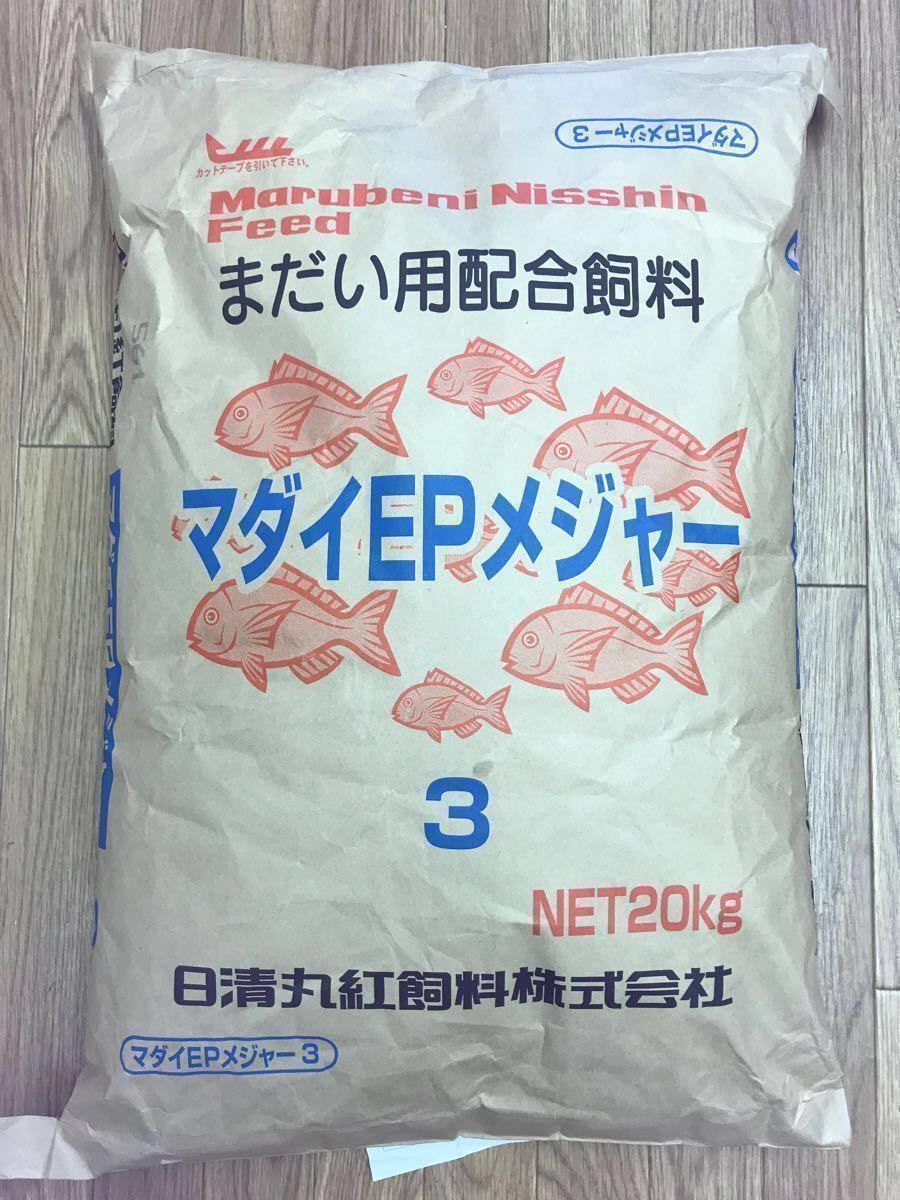 マダイEPメジャー3
カットテープを引いて下さい。
Marubeni Nisshin
Feed
まだい用配合飼料
マダイEPメジャー
3
NET20kg
日清丸紅飼料株式会社
マダイEPメジャー3